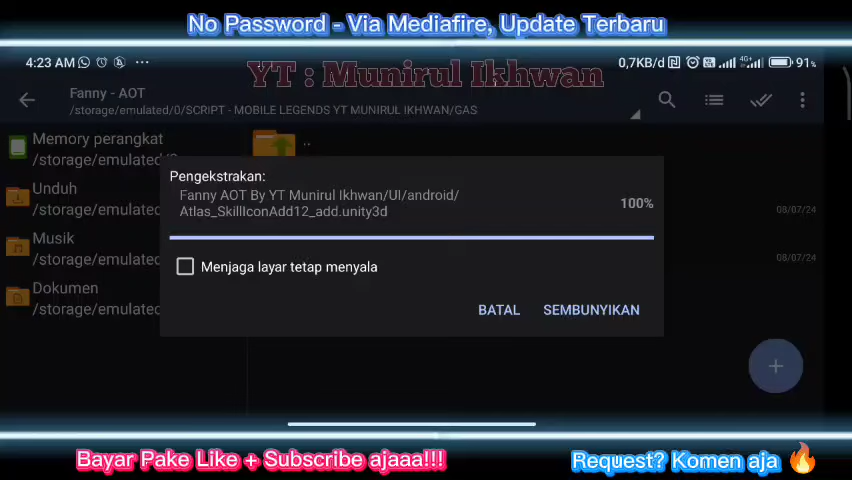 No Password - Via Mediafire, Update Terbaru
4:23 AM
0,7KB/d
4G+
91%
YT : Munirul Ikhwan
Fanny - AOT
/storage/emulated/0/SCRIPT - MOBILE LEGENDS YT MUNIRUL IKHWAN/GAS
Memory perangkat
/storage/emulated/0
..
Unduh
/storage/emulated
Musik
/storage/emulate
Dokumen
/storage/emulated
Pengekstrakan:
Fanny AOT By YT Munirul Ikhwan/UI/android/
Atlas_SkillIconAdd12_add.unity3d
100%
Menjaga layar tetap menyala
BATAL
SEMBUNYIKAN
08/07/24
08/07/24
Bayar Pake Like + Subscribe ajaaa!!!
Request? Komen aja 🔥